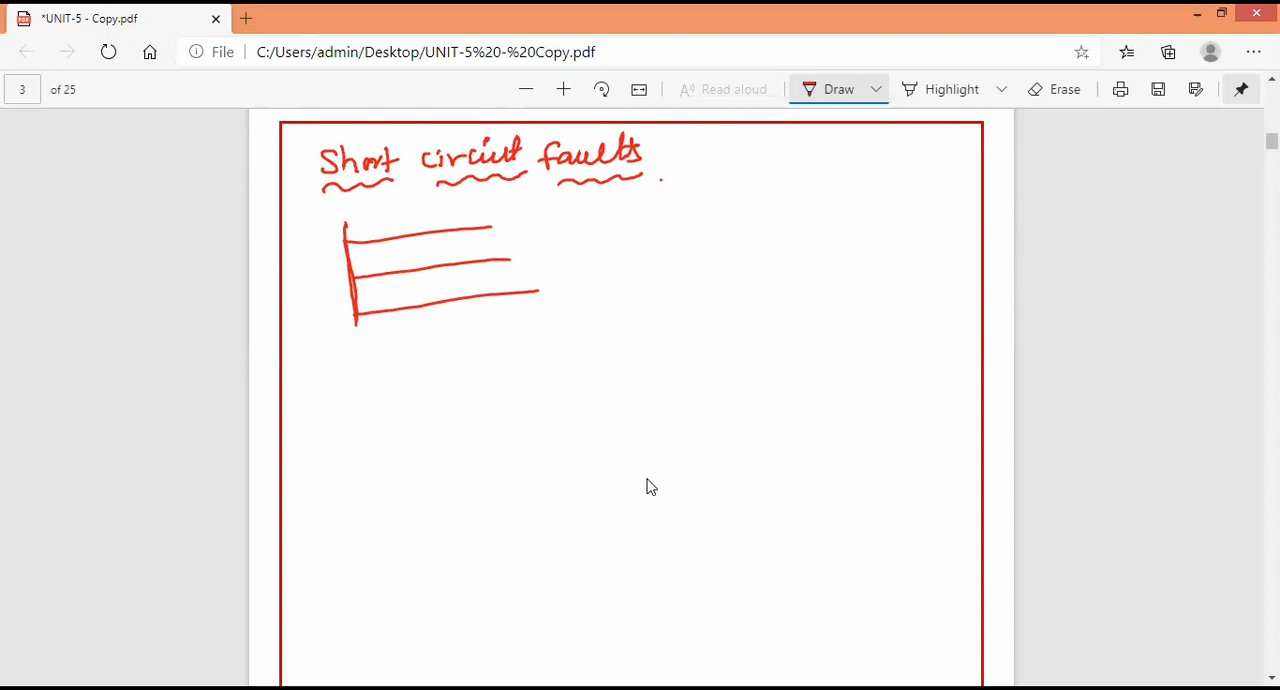 *UNIT-5 - Copy.pdf
File C:/Users/admin/Desktop/UNIT-5%20-%20Copy.pdf
3 of 25 Read aloud Draw Highlight Erase
Short circuit faults.